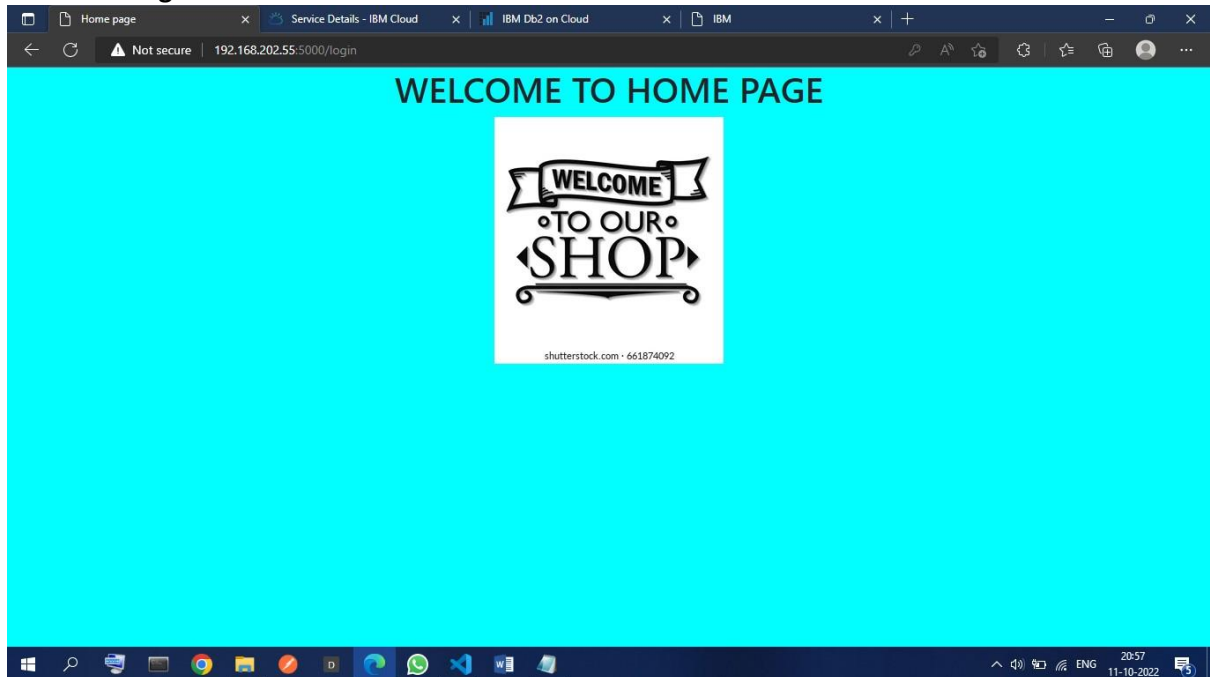 Home page
Service Details - IBM Cloud
IBM Db2 on Cloud
IBM
Not secure
192.168.202.55:5000/login
WELCOME TO HOME PAGE
WELCOME
TO OUR
SHOP
shutterstock.com · 661874092
D
W
ENG
20:57
11-10-2022
5